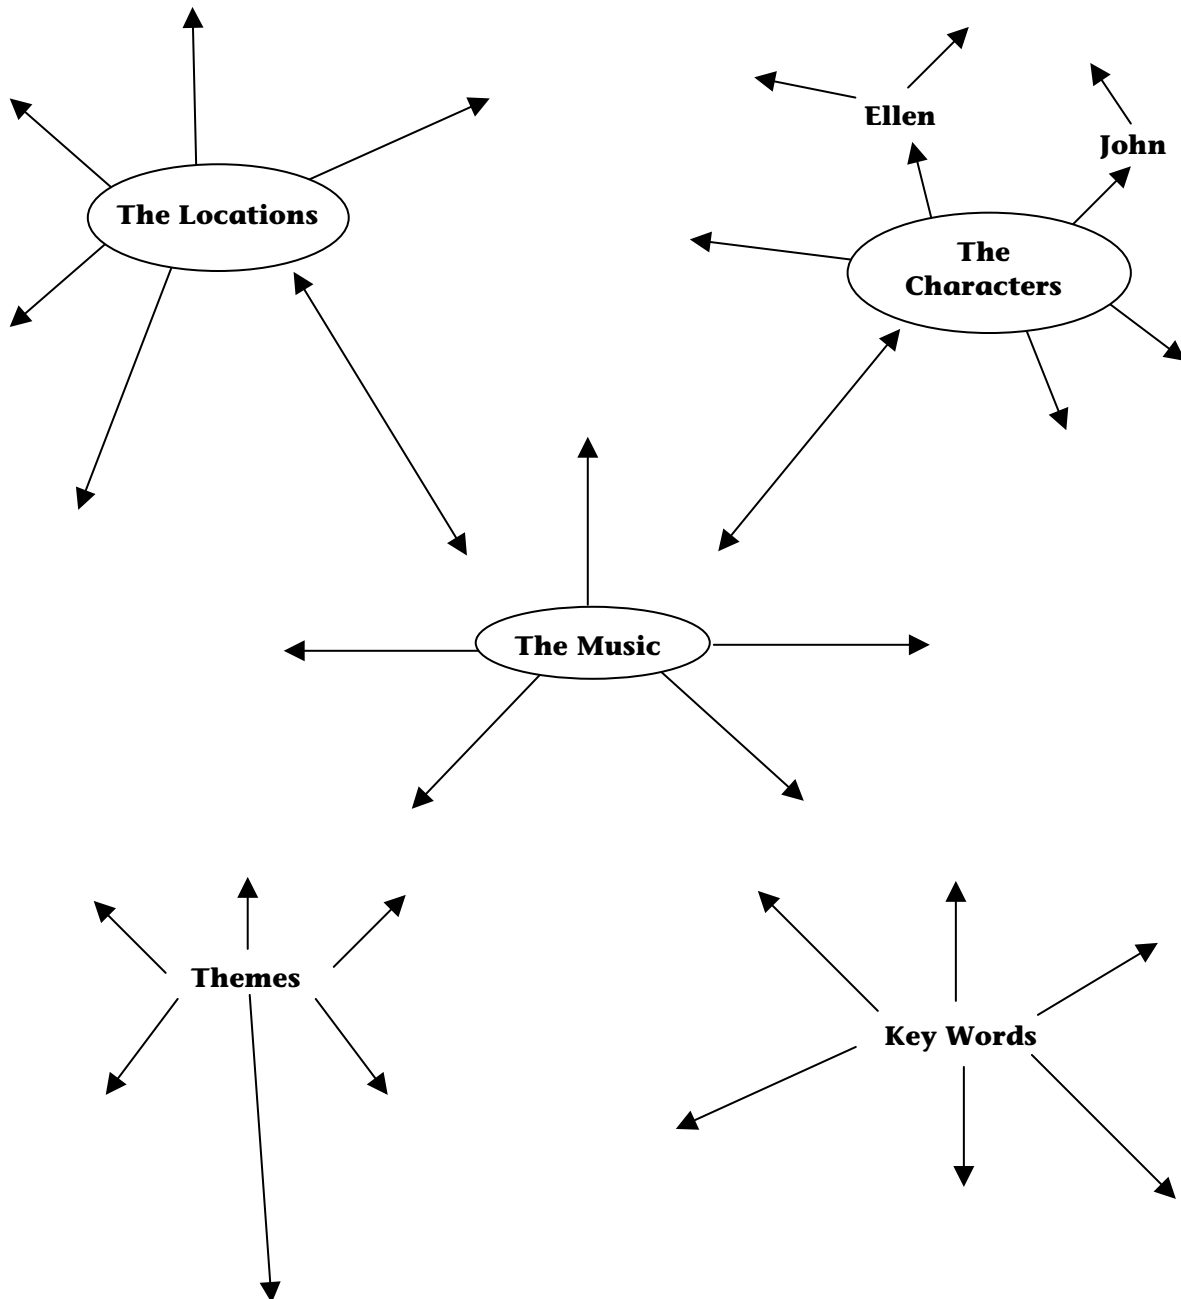 Ellen
John
The Locations
The
Characters
The Music
Themes
Key Words